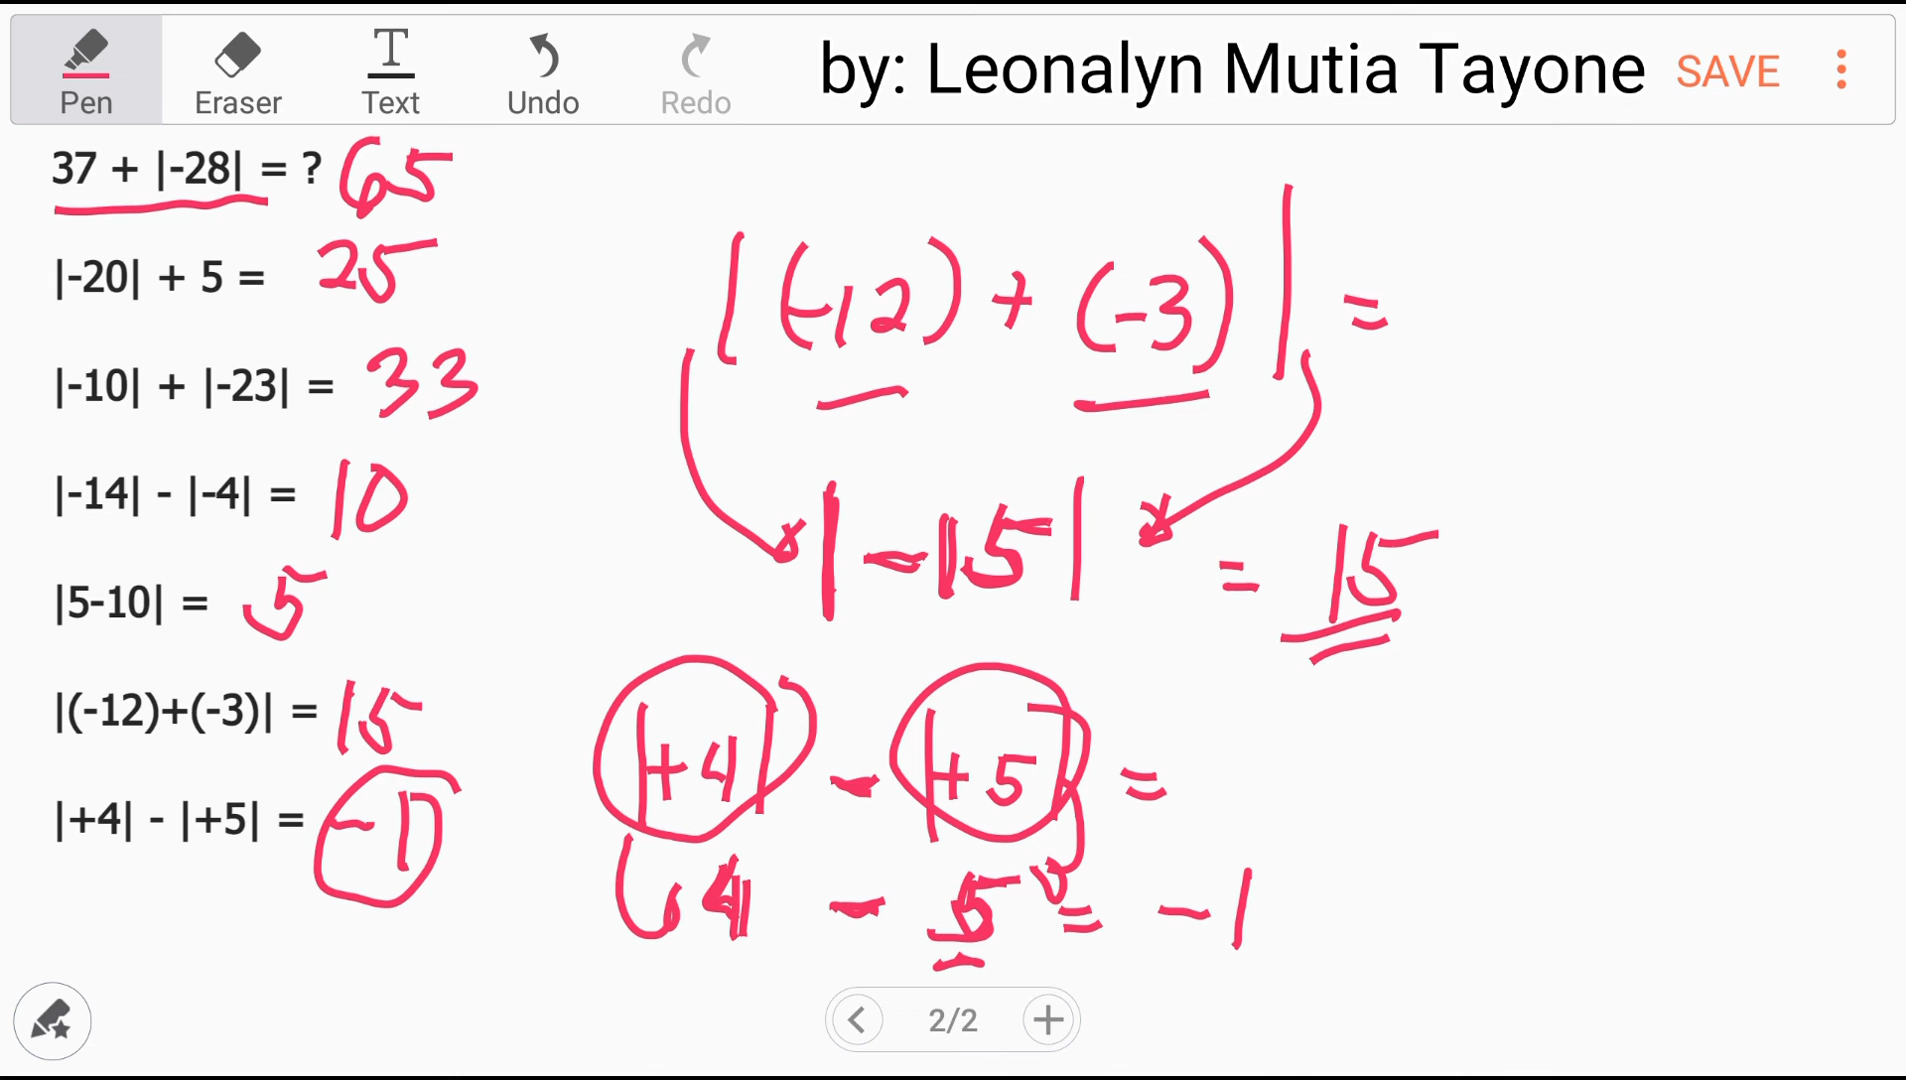 Pen Eraser Text Undo Redo by: Leonalyn Mutia Tayone SAVE
37 + |-28| = ? 65
|-20| + 5 = 25
|-10| + |-23| = 33
|-14| - |-4| = 10
|5-10| = 5
|(-12)+(-3)| = 15
|+4| - |+5| = -1
|(-12) + (-3)| =
|-15| = 15
|+4| - |+5| =
4 - 5 = -1
2/2